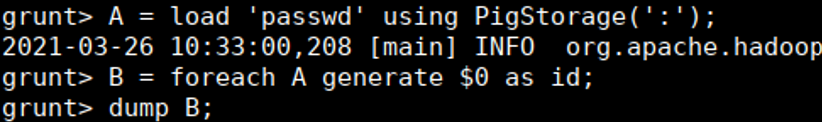 grunt> A = load 'passwd' using PigStorage(':');
2021-03-26 10:33:00,208 [main] INFO  org.apache.hadoop
grunt> B = foreach A generate $0 as id;
grunt> dump B;